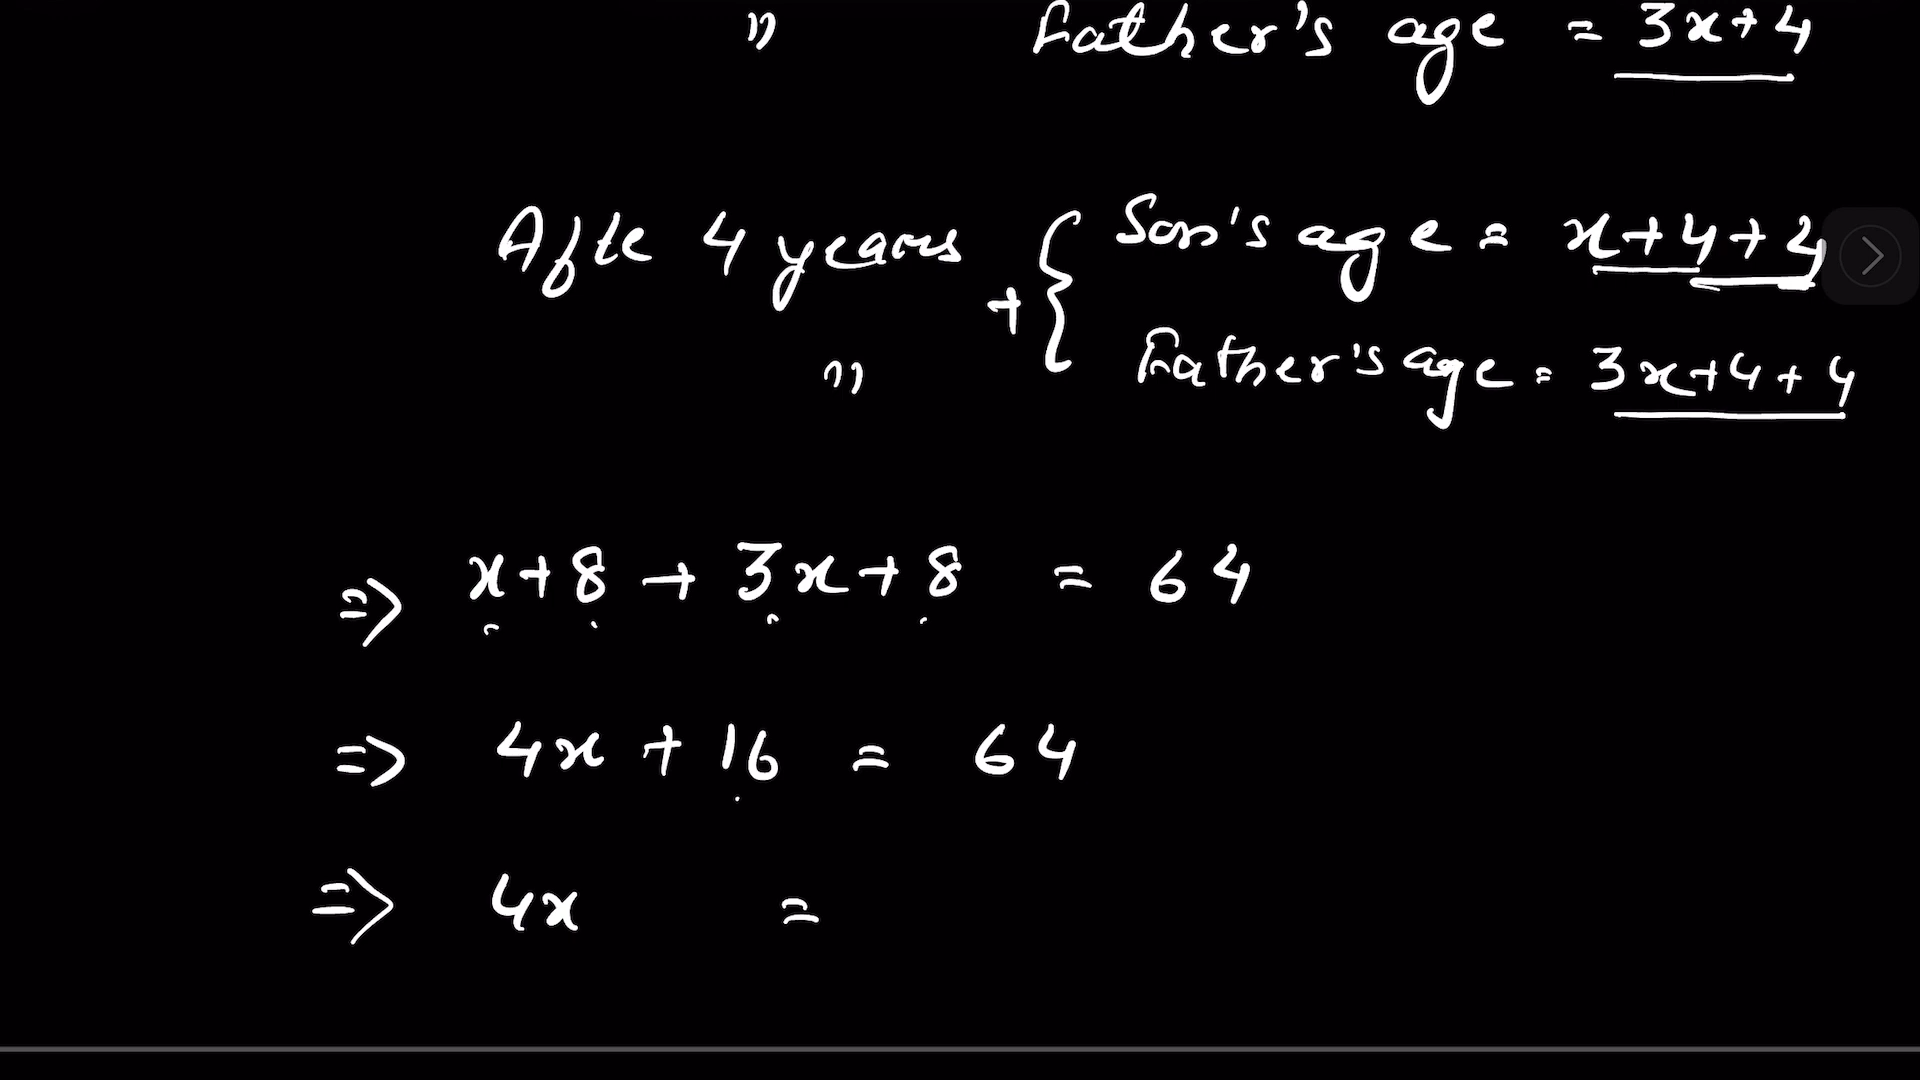 " Father's age = 3x+4
Afte 4 years + { Son's age = x+4+4
" Father's age = 3x+4+4
=> x+8 + 3x+8 = 64
=> 4x + 16 = 64
=> 4x =